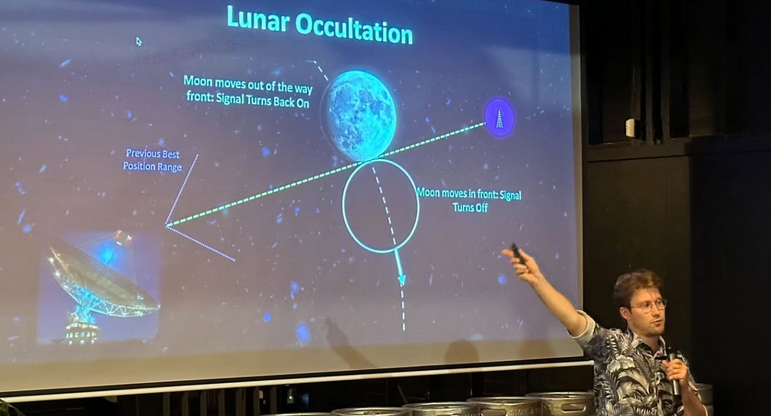 Lunar Occultation
Moon moves out of the way
front: Signal Turns Back On
Previous Best
Position Range
Moon moves in front: Signal
Turns Off